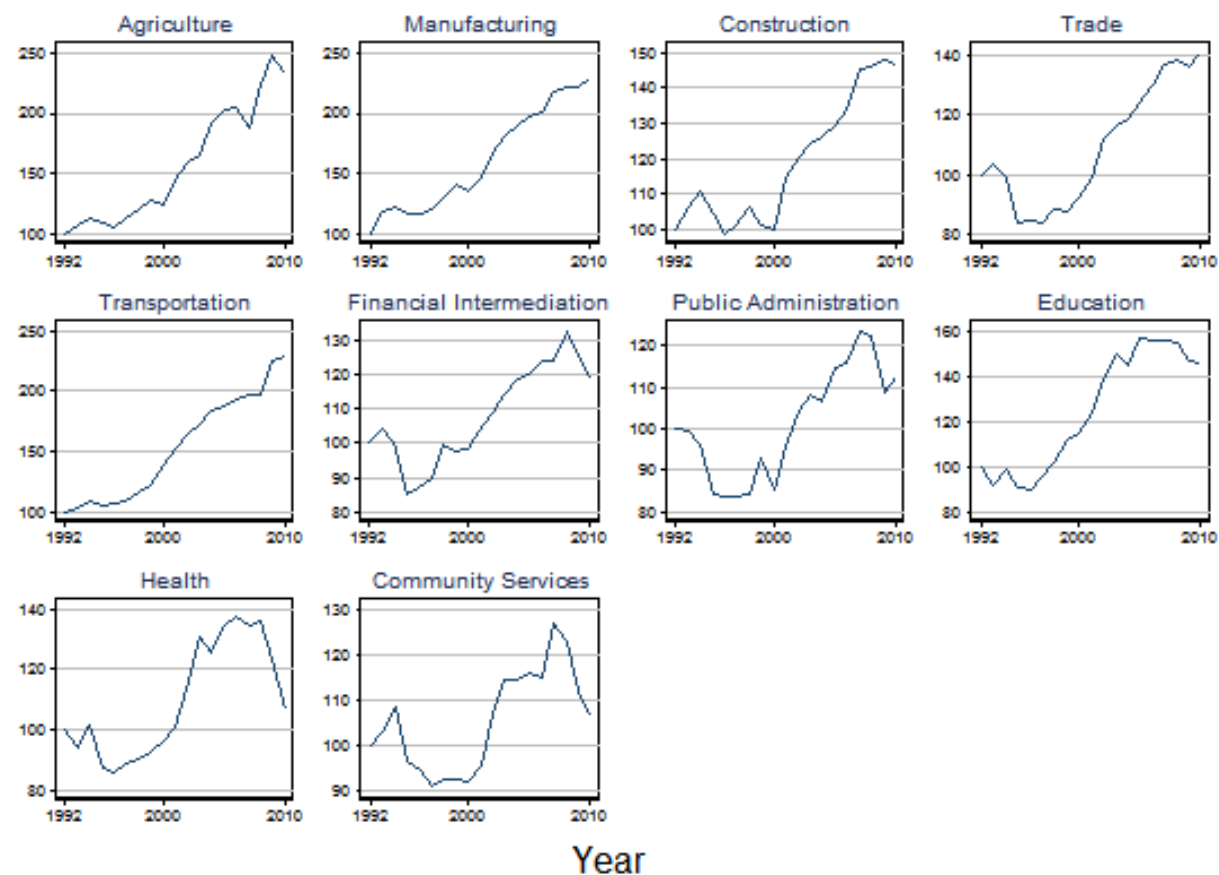 Agriculture Manufacturing Construction Trade
250 250 150 140
200 200 140 120
150 150 130 100
100 100 120 80
110
100
1992 2000 2010 1992 2000 2010 1992 2000 2010 1992 2000 2010
Transportation Financial Intermediation Public Administration Education
250 130 120 160
200 120 110 140
150 110 100 120
100 100 90 100
90 80 80
80
1992 2000 2010 1992 2000 2010 1992 2000 2010 1992 2000 2010
Health Community Services
140 130
120 120
100 110
80 100
90
1992 2000 2010 1992 2000 2010
Year